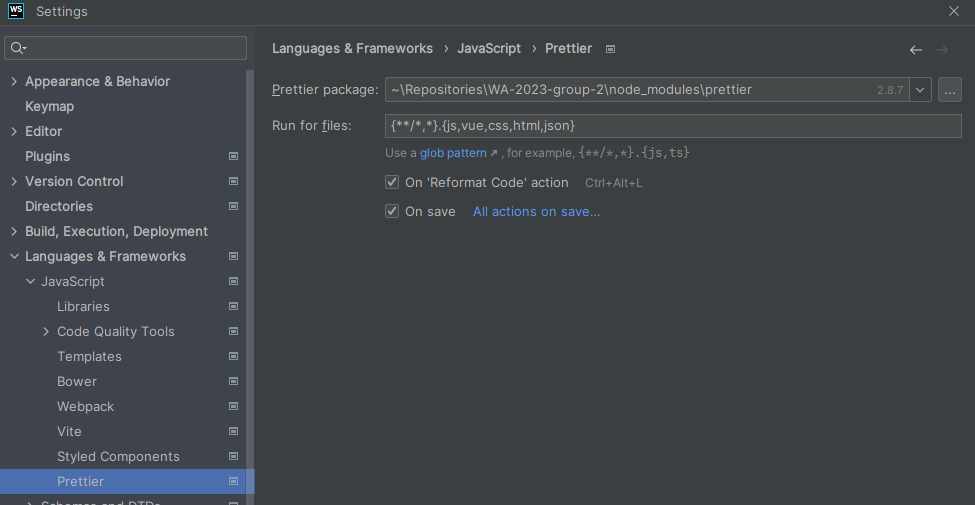 WS Settings
Appearance & Behavior
Keymap
Editor
Plugins
Version Control
Directories
Build, Execution, Deployment
Languages & Frameworks
JavaScript
Libraries
Code Quality Tools
Templates
Bower
Webpack
Vite
Styled Components
Prettier
Schemas and DTDs
Languages & Frameworks › JavaScript › Prettier
Prettier package: ~\Repositories\WA-2023-group-2\node_modules\prettier 2.8.7 ...
Run for files: {**/*,*}.{js,vue,css,html,json}
Use a glob pattern ↗ , for example, {**/*,*}.{js,ts}
On 'Reformat Code' action Ctrl+Alt+L
On save All actions on save...